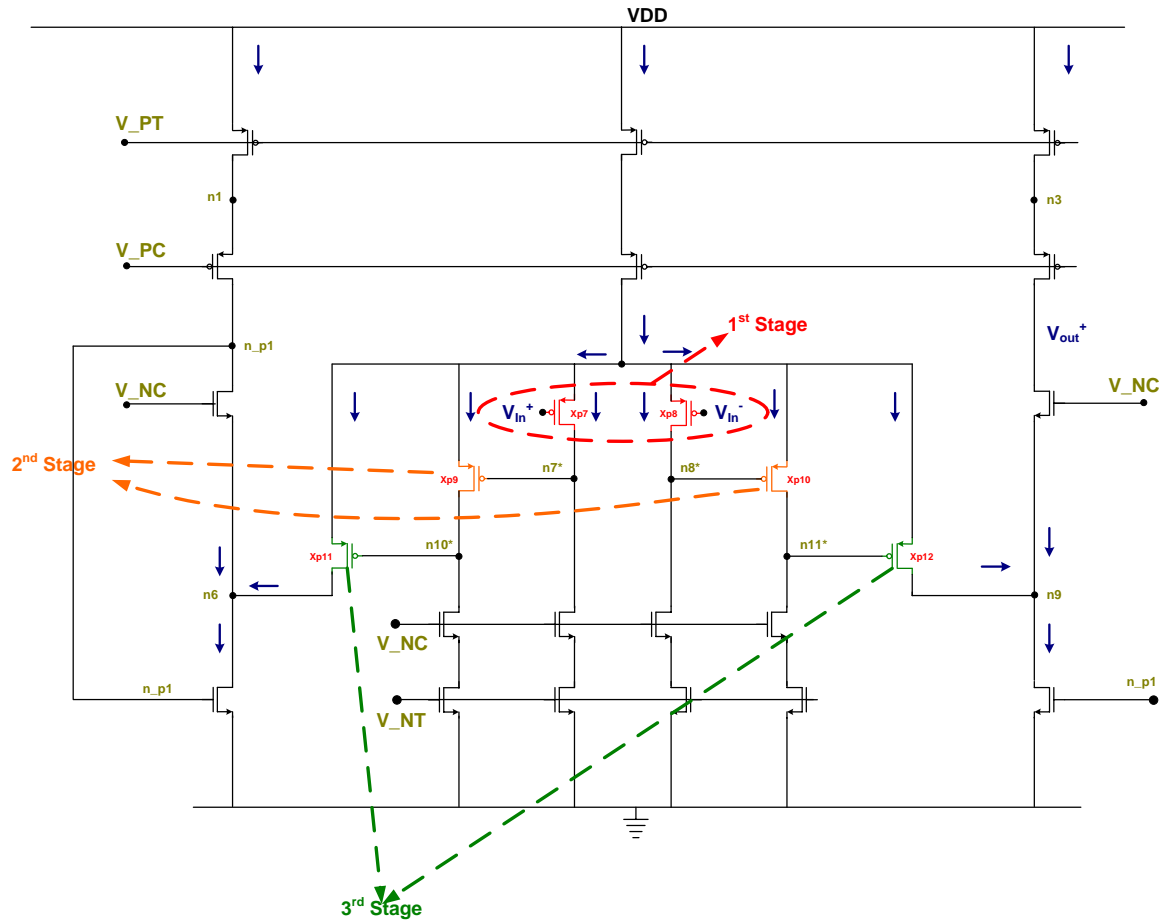 VDD
V_PT
n1
n3
V_PC
1st Stage
Vout+
n_p1
V_NC
VIn+
Xp7
Xp8
VIn-
V_NC
2nd Stage
Xp9
n7*
n8*
Xp10
n10*
n11*
Xp11
Xp12
n6
n9
V_NC
n_p1
V_NT
n_p1
3rd Stage